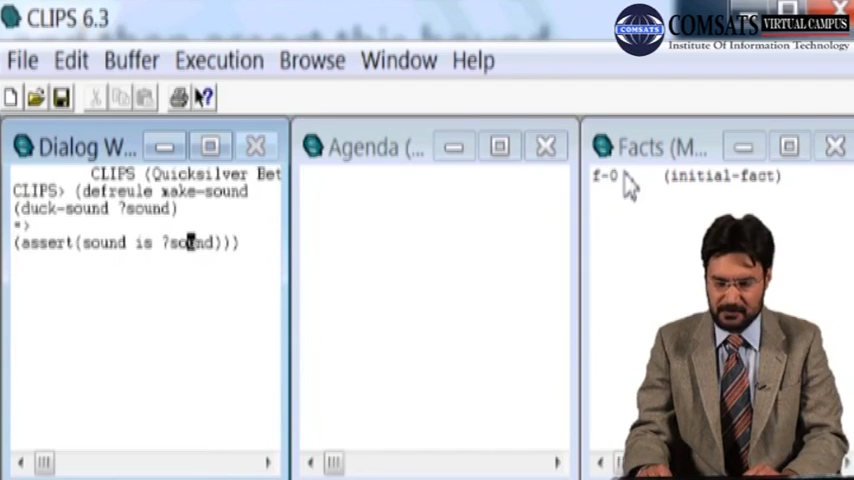 CLIPS 6.3
COMSATS VIRTUAL CAMPUS
Institute Of Information Technology
File Edit Buffer Execution Browse Window Help
Dialog W...
Agenda (...
Facts (M...
CLIPS (Quicksilver Bet
CLIPS> (defreule make-sound
(duck-sound ?sound)
=>
(assert(sound is ?sound)))
f-0 (initial-fact)